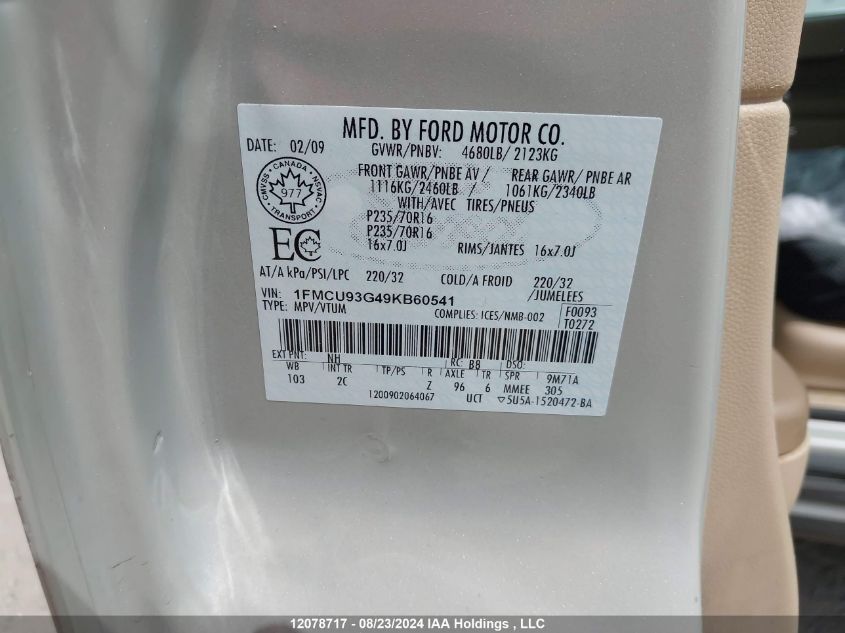 MFD. BY FORD MOTOR CO.
DATE: 02/09 GVWR/PNBV: 4680LB/ 2123KG
FRONT GAWR/PNBE AV / REAR GAWR/ PNBE AR
1116KG/2460LB / 1061KG/2340LB
WITH/AVEC TIRES/PNEUS
P235/70R16
P235/70R16
16x7.0J RIMS/JANTES 16x7.0J
CANADA
CMVSS NSVAC
977
TRANSPORT
EC
AT/A kPa/PSI/LPC 220/32 COLD/A FROID 220/32
/JUMELEES
VIN: 1FMCU93G49KB60541
TYPE: MPV/VTUM COMPLIES: ICES/NMB-002 F0093
T0272
EXT PNT: NH RC: B8 DSO:
WB INT TR TP/PS R AXLE TR SPR 9M71A
103 2C Z 96 6 MMEE 305
1200902064067 UCT ▽5U5A-1520472-BA
12078717 - 08/23/2024 IAA Holdings , LLC